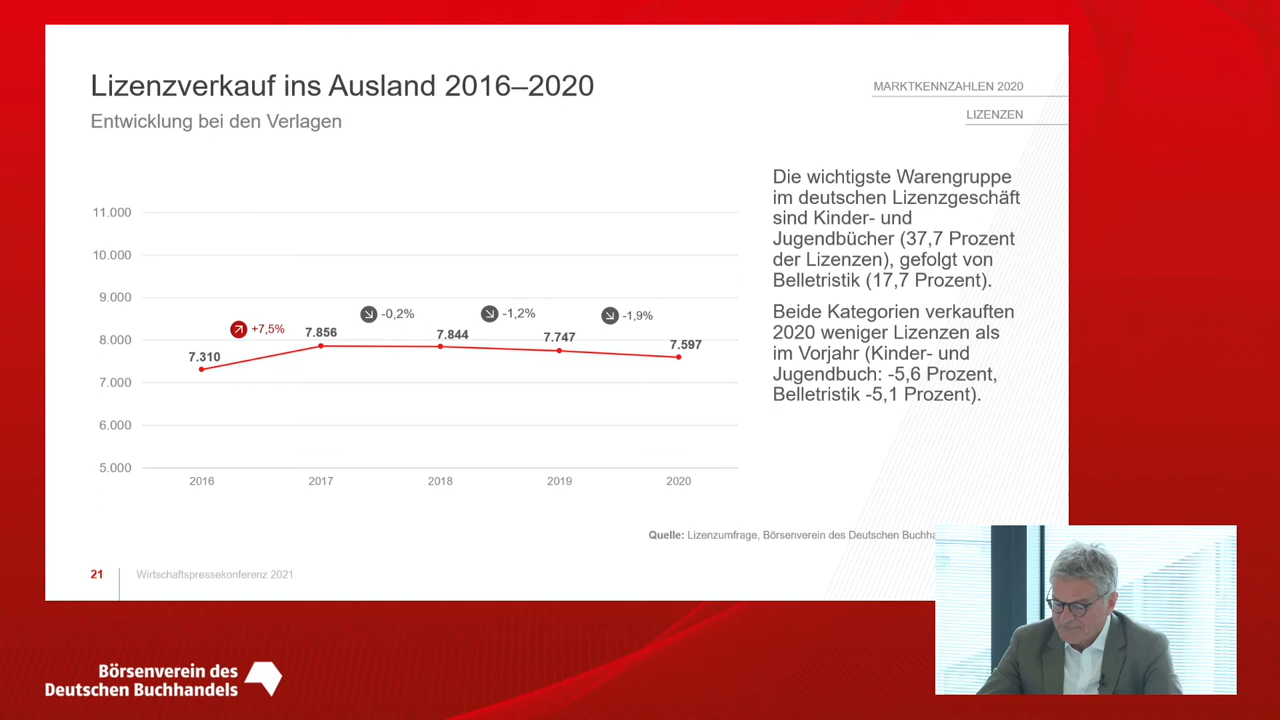 Lizenzverkauf ins Ausland 2016–2020
Entwicklung bei den Verlagen
MARKTKENNZAHLEN 2020
LIZENZEN
11.000
10.000
9.000
8.000
7.000
6.000
5.000
+7,5%
-0,2%
-1,2%
-1,9%
7.310
7.856
7.844
7.747
7.597
2016
2017
2018
2019
2020
Die wichtigste Warengruppe
im deutschen Lizenzgeschäft
sind Kinder- und
Jugendbücher (37,7 Prozent
der Lizenzen), gefolgt von
Belletristik (17,7 Prozent).
Beide Kategorien verkauften
2020 weniger Lizenzen als
im Vorjahr (Kinder- und
Jugendbuch: -5,6 Prozent,
Belletristik -5,1 Prozent).
Quelle: Lizenzumfrage, Börsenverein des Deutschen
21
Wirtschaftspressekonferenz 2021
Börsenverein des
Deutschen Buchhandels